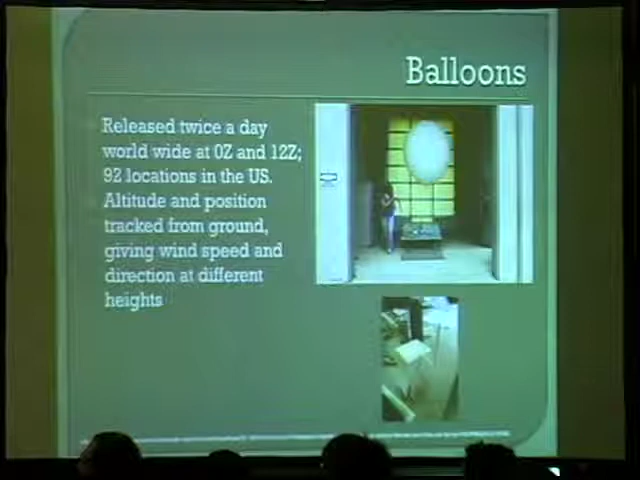 Balloons
Released twice a day
world wide at 0Z and 12Z;
92 locations in the US.
Altitude and position
tracked from ground,
giving wind speed and
direction at different
heights